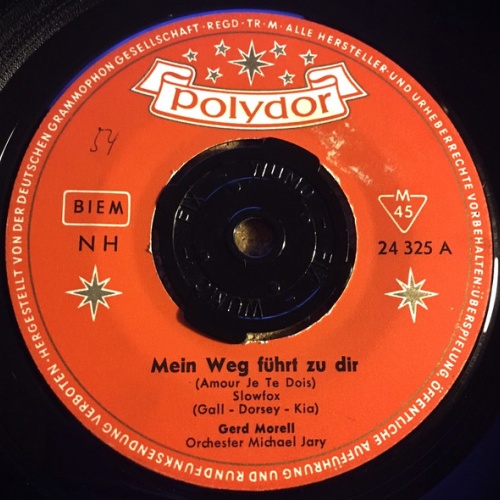 HERGESTELLT VON DER DEUTSCHEN GRAMMOPHON GESELLSCHAFT · REGD·TR·M · ALLE HERSTELLER- UND URHEBERRECHTE VORBEHALTEN: ÜBERSPIELUNG, ÖFFENTLICHE AUFFÜHRUNG UND RUNDFUNKSENDUNG VERBOTEN ·
polydor
54
BIEM
NH
M
45
24 325 A
Mein Weg führt zu dir
(Amour Je Te Dois)
Slowfox
(Gall - Dorsey - Kia)
Gerd Morell
Orchester Michael Jary